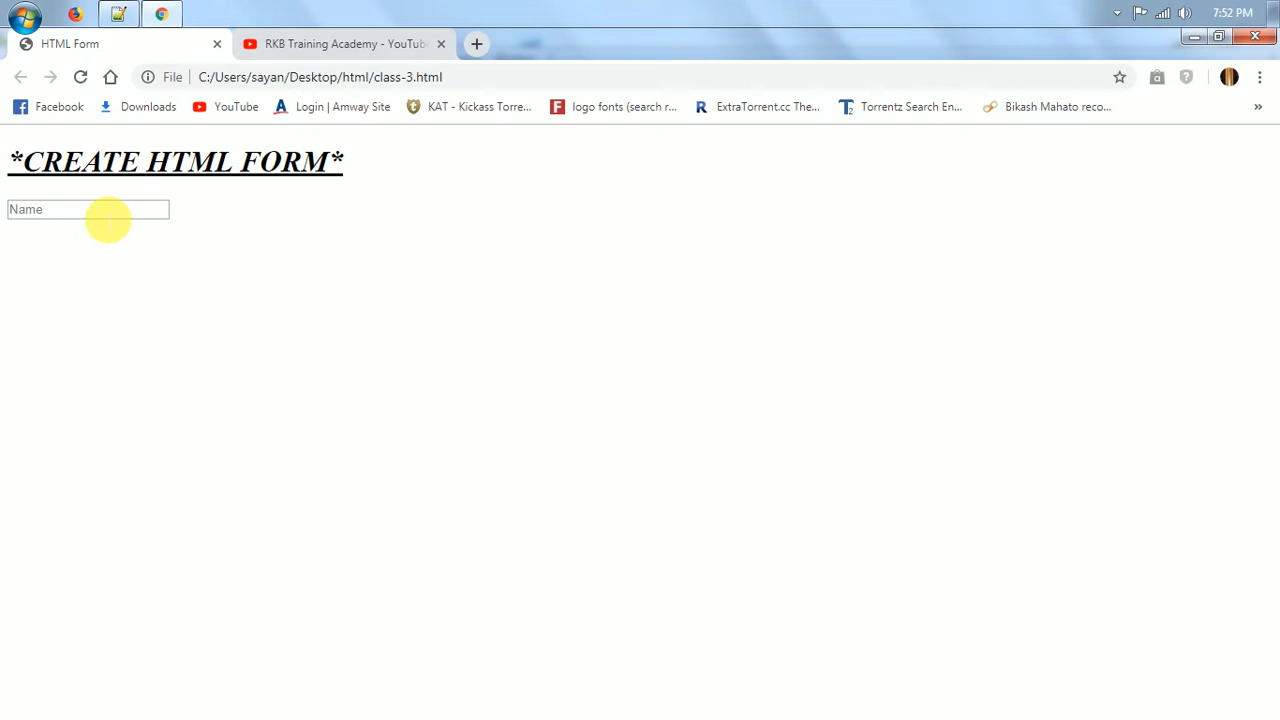 7:52 PM
HTML Form
RKB Training Academy - YouTube
File
C:/Users/sayan/Desktop/html/class-3.html
Facebook
Downloads
YouTube
Login | Amway Site
KAT - Kickass Torre...
logo fonts (search r...
ExtraTorrent.cc The...
Torrentz Search En...
Bikash Mahato reco...
»
*CREATE HTML FORM*
Name